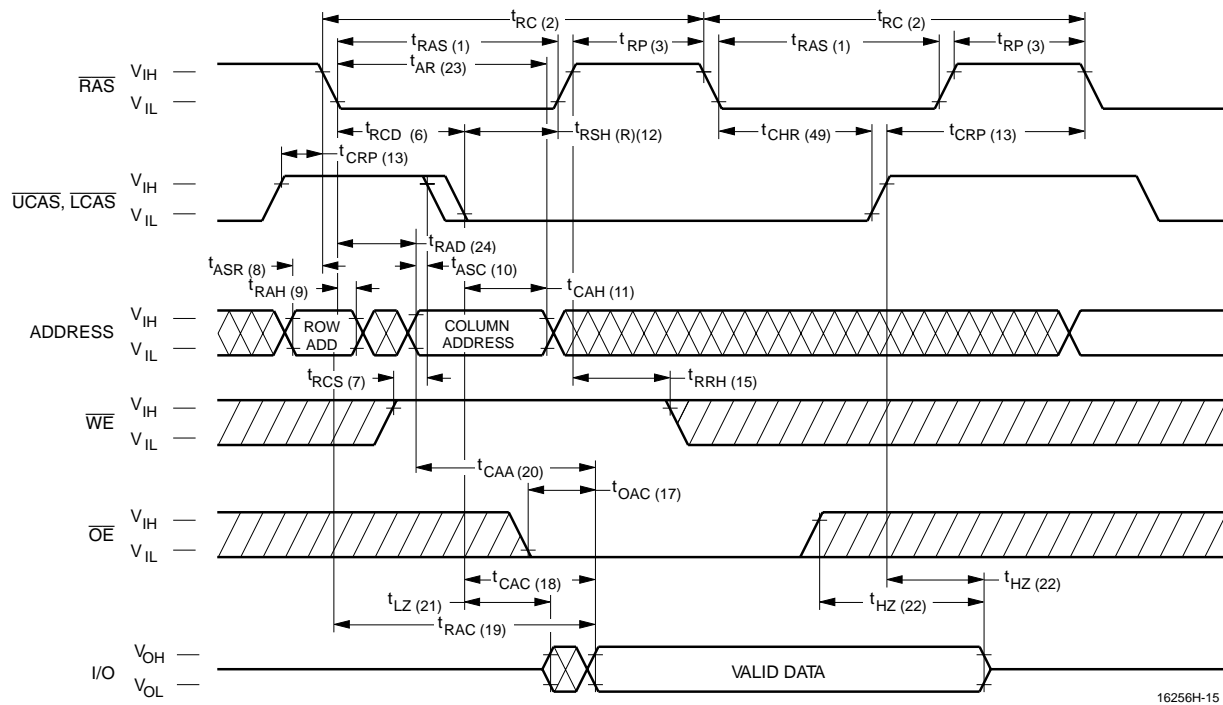 tRC (2) tRC (2)
tRAS (1) tRP (3) tRAS (1) tRP (3)
tAR (23)
RAS VIH
VIL
tRCD (6) tRSH (R)(12) tCHR (49) tCRP (13)
tCRP (13)
UCAS, LCAS VIH
VIL
tRAD (24)
tASR (8) tASC (10)
tRAH (9) tCAH (11)
ADDRESS VIH
VIL
ROW
ADD
COLUMN
ADDRESS
tRCS (7) tRRH (15)
WE VIH
VIL
tCAA (20)
tOAC (17)
OE VIH
VIL
tCAC (18) tHZ (22)
tLZ (21) tHZ (22)
tRAC (19)
I/O VOH
VOL
VALID DATA
16256H-15